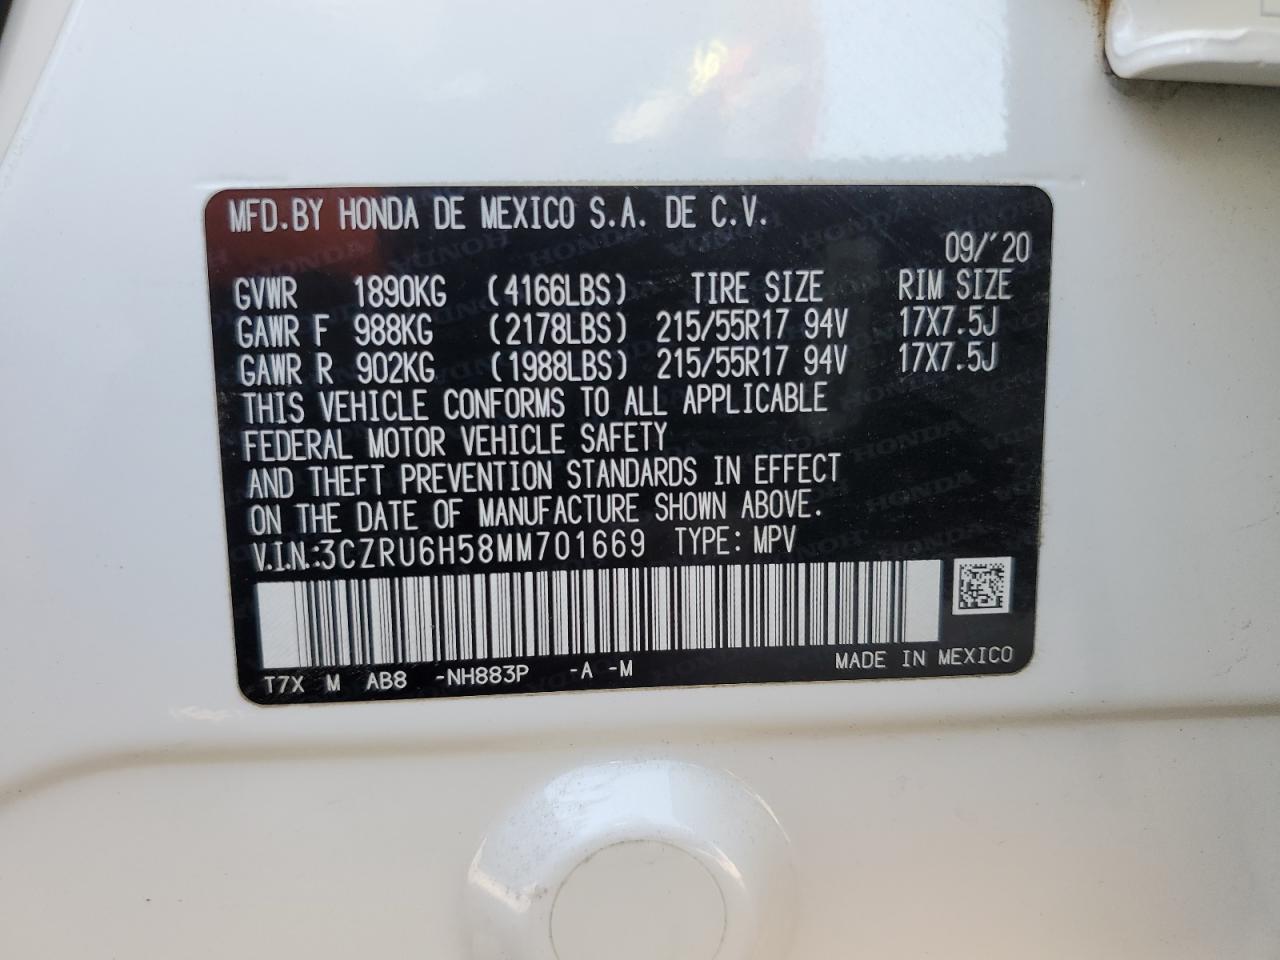 MFD.BY HONDA DE MEXICO S.A. DE C.V.
09/'20
GVWR 1890KG (4166LBS) TIRE SIZE RIM SIZE
GAWR F 988KG (2178LBS) 215/55R17 94V 17X7.5J
GAWR R 902KG (1988LBS) 215/55R17 94V 17X7.5J
THIS VEHICLE CONFORMS TO ALL APPLICABLE
FEDERAL MOTOR VEHICLE SAFETY
AND THEFT PREVENTION STANDARDS IN EFFECT
ON THE DATE OF MANUFACTURE SHOWN ABOVE.
V.I.N.:3CZRU6H58MM701669 TYPE: MPV
T7X M AB8 -NH883P -A -M MADE IN MEXICO